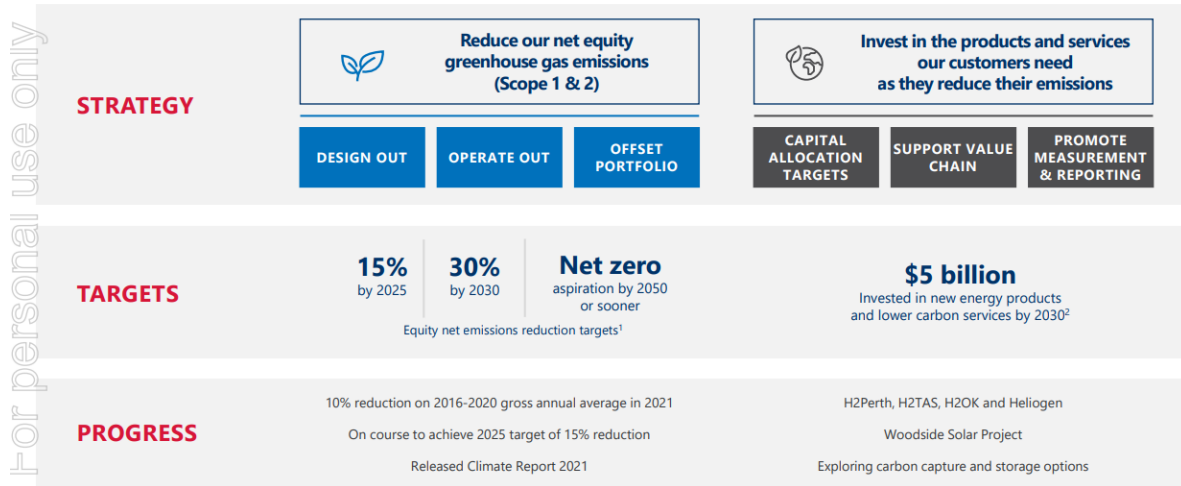 For personal use only
STRATEGY
Reduce our net equity
greenhouse gas emissions
(Scope 1 & 2)
DESIGN OUT
OPERATE OUT
OFFSET
PORTFOLIO
Invest in the products and services
our customers need
as they reduce their emissions
CAPITAL
ALLOCATION
TARGETS
SUPPORT VALUE
CHAIN
PROMOTE
MEASUREMENT
& REPORTING
TARGETS
15%
by 2025
30%
by 2030
Net zero
aspiration by 2050
or sooner
Equity net emissions reduction targets¹
$5 billion
Invested in new energy products
and lower carbon services by 2030²
PROGRESS
10% reduction on 2016-2020 gross annual average in 2021
On course to achieve 2025 target of 15% reduction
Released Climate Report 2021
H2Perth, H2TAS, H2OK and Heliogen
Woodside Solar Project
Exploring carbon capture and storage options